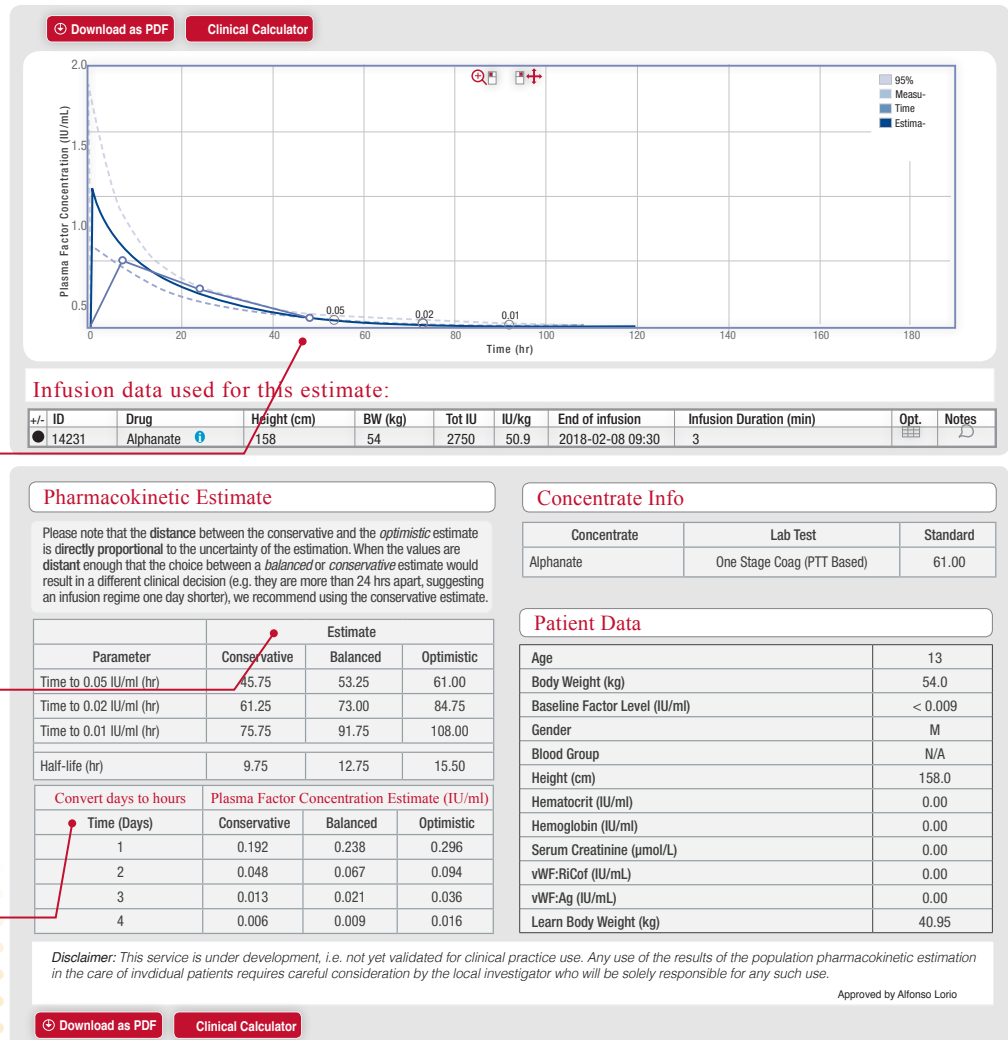 Download as PDF
Clinical Calculator
2.0
1.5
1.0
0.5
Plasma Factor Concentration (IU/mL)
95%
Measu-
Time
Estima-
0.05
0.02
0.01
0
20
40
60
80
100
120
140
160
180
Time (hr)
Infusion data used for this estimate:
+/- ID Drug Height (cm) BW (kg) Tot IU IU/kg End of infusion Infusion Duration (min) Opt. Notes
14231 Alphanate i 158 54 2750 50.9 2018-02-08 09:30 3
Pharmacokinetic Estimate
Please note that the distance between the conservative and the optimistic estimate
is directly proportional to the uncertainty of the estimation. When the values are
distant enough that the choice between a balanced or conservative estimate would
result in a different clinical decision (e.g. they are more than 24 hrs apart, suggesting
an infusion regime one day shorter), we recommend using the conservative estimate.
Estimate
Parameter Conservative Balanced Optimistic
Time to 0.05 IU/ml (hr) 45.75 53.25 61.00
Time to 0.02 IU/ml (hr) 61.25 73.00 84.75
Time to 0.01 IU/ml (hr) 75.75 91.75 108.00
Half-life (hr) 9.75 12.75 15.50
Convert days to hours Plasma Factor Concentration Estimate (IU/ml)
Time (Days) Conservative Balanced Optimistic
1 0.192 0.238 0.296
2 0.048 0.067 0.094
3 0.013 0.021 0.036
4 0.006 0.009 0.016
Concentrate Info
Concentrate Lab Test Standard
Alphanate One Stage Coag (PTT Based) 61.00
Patient Data
Age 13
Body Weight (kg) 54.0
Baseline Factor Level (IU/ml) < 0.009
Gender M
Blood Group N/A
Height (cm) 158.0
Hematocrit (IU/ml) 0.00
Hemoglobin (IU/ml) 0.00
Serum Creatinine (µmol/L) 0.00
vWF:RiCof (IU/mL) 0.00
vWF:Ag (IU/mL) 0.00
Learn Body Weight (kg) 40.95
Disclaimer: This service is under development, i.e. not yet validated for clinical practice use. Any use of the results of the population pharmacokinetic estimation
in the care of invdidual patients requires careful consideration by the local investigator who will be solely responsible for any such use.
Approved by Alfonso Lorio
Download as PDF
Clinical Calculator